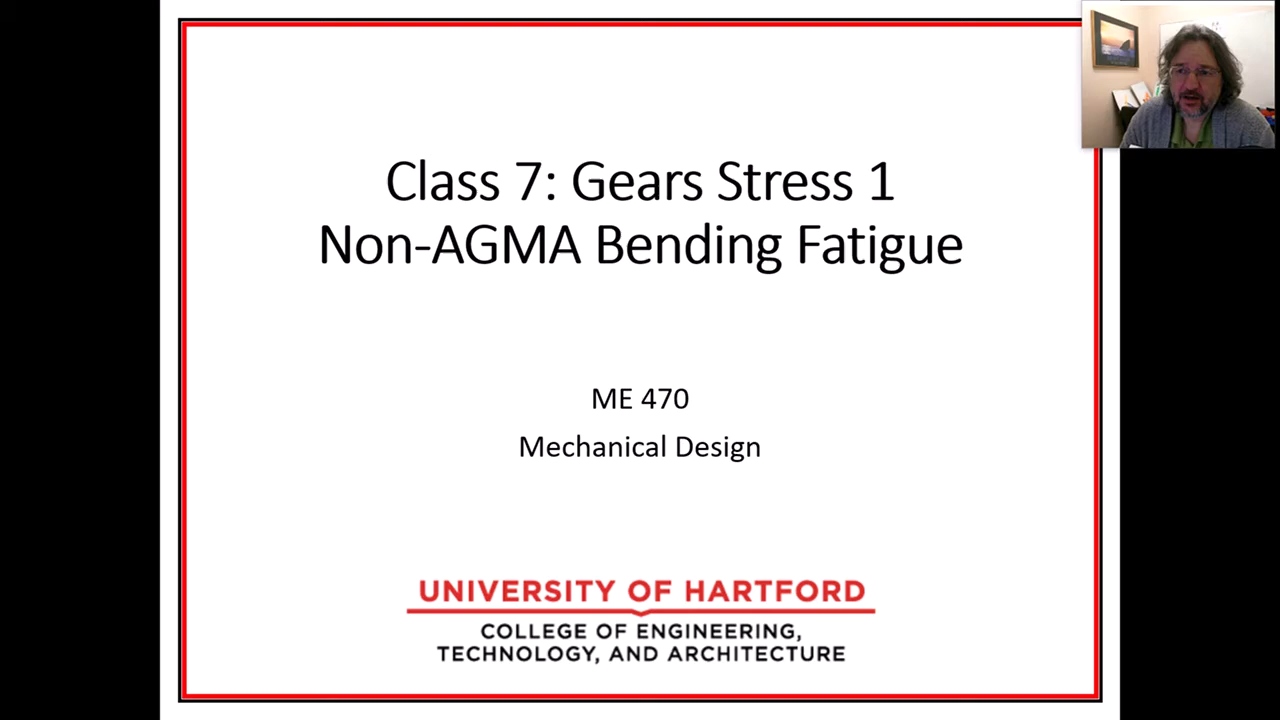 Class 7: Gears Stress 1
Non-AGMA Bending Fatigue
ME 470
Mechanical Design
UNIVERSITY OF HARTFORD
COLLEGE OF ENGINEERING,
TECHNOLOGY, AND ARCHITECTURE